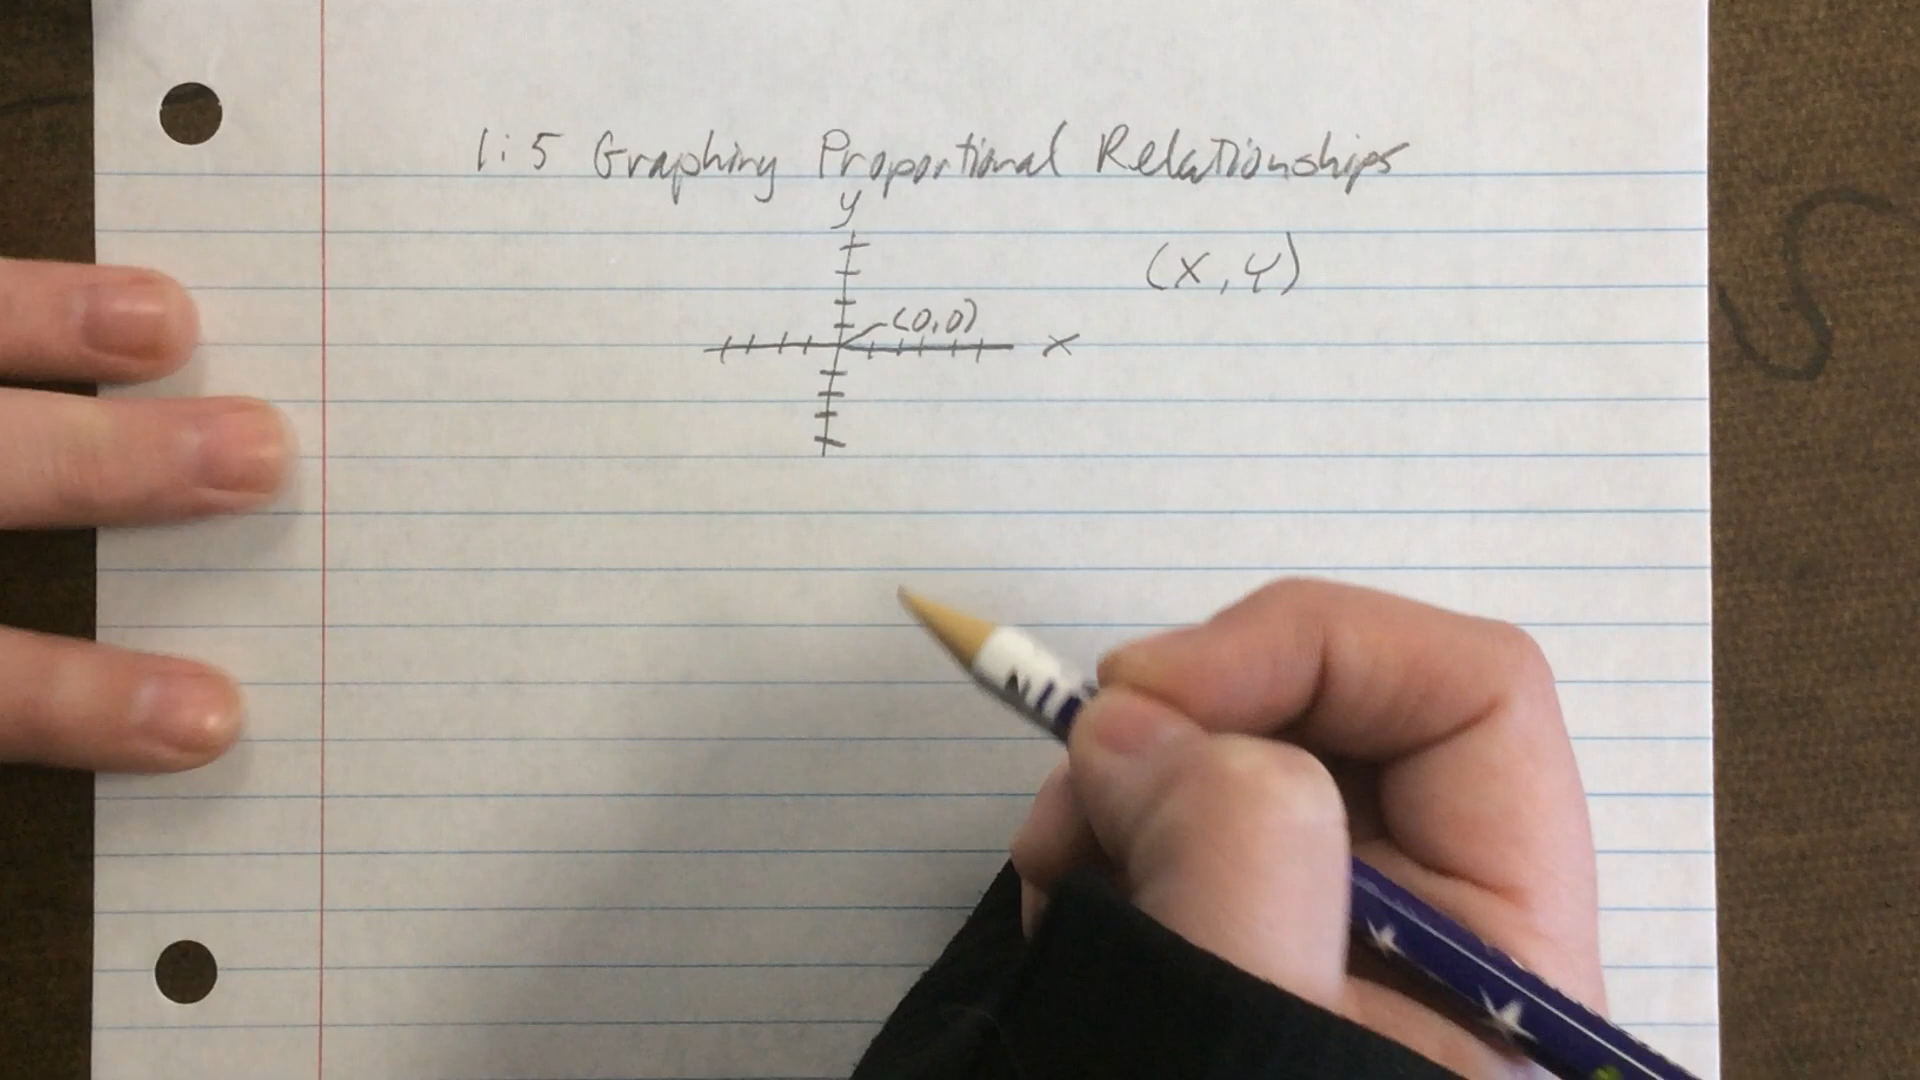 1:5 Graphing Proportional Relationships
y
(X, Y)
(0,0)
X